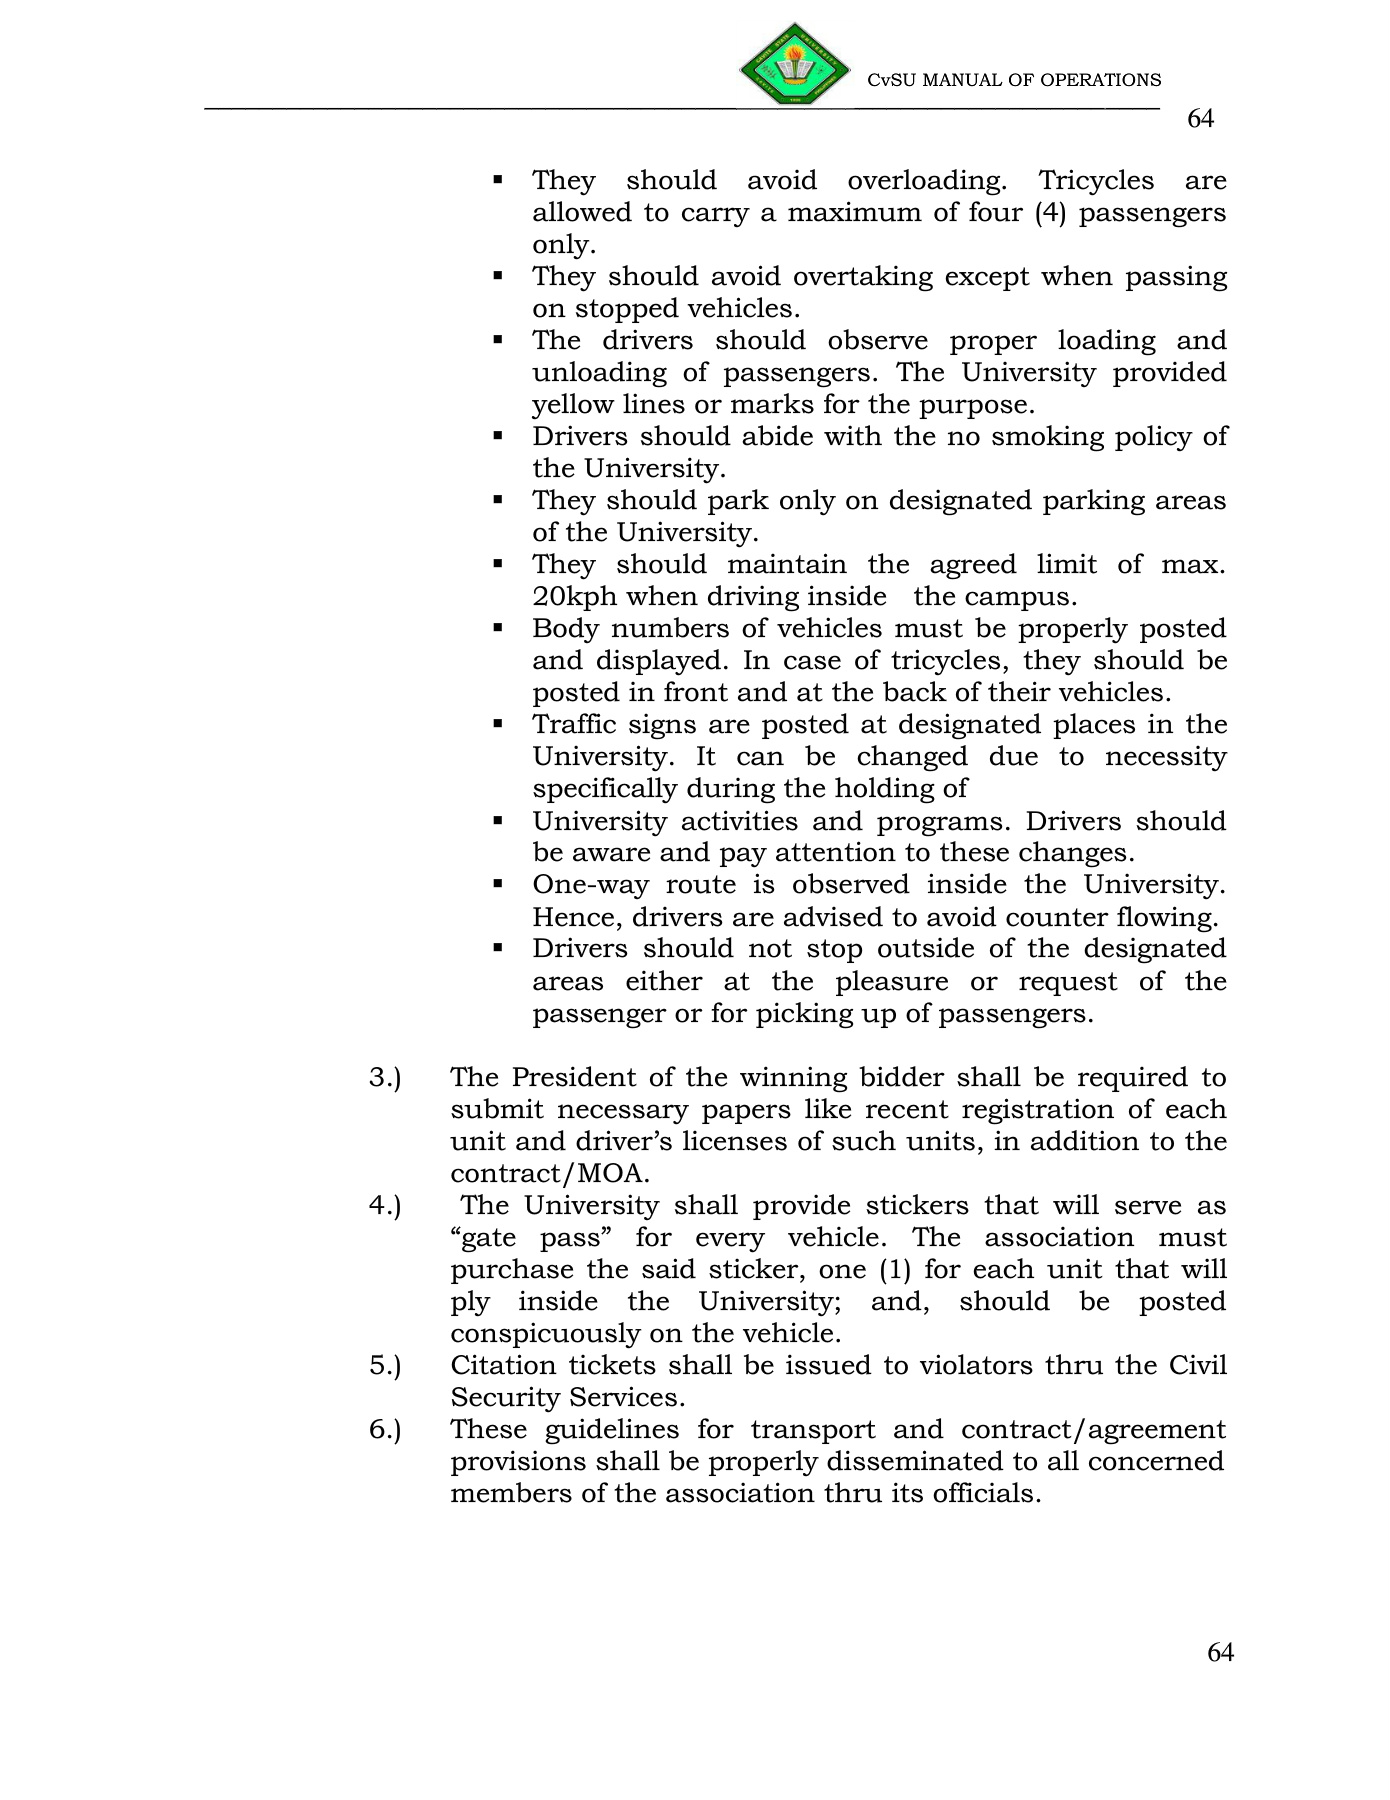 CvSU MANUAL OF OPERATIONS
64
▪ They should avoid overloading. Tricycles are
allowed to carry a maximum of four (4) passengers
only.
▪ They should avoid overtaking except when passing
on stopped vehicles.
▪ The drivers should observe proper loading and
unloading of passengers. The University provided
yellow lines or marks for the purpose.
▪ Drivers should abide with the no smoking policy of
the University.
▪ They should park only on designated parking areas
of the University.
▪ They should maintain the agreed limit of max.
20kph when driving inside the campus.
▪ Body numbers of vehicles must be properly posted
and displayed. In case of tricycles, they should be
posted in front and at the back of their vehicles.
▪ Traffic signs are posted at designated places in the
University. It can be changed due to necessity
specifically during the holding of
▪ University activities and programs. Drivers should
be aware and pay attention to these changes.
▪ One-way route is observed inside the University.
Hence, drivers are advised to avoid counter flowing.
▪ Drivers should not stop outside of the designated
areas either at the pleasure or request of the
passenger or for picking up of passengers.
3.) The President of the winning bidder shall be required to
submit necessary papers like recent registration of each
unit and driver’s licenses of such units, in addition to the
contract/MOA.
4.) The University shall provide stickers that will serve as
“gate pass” for every vehicle. The association must
purchase the said sticker, one (1) for each unit that will
ply inside the University; and, should be posted
conspicuously on the vehicle.
5.) Citation tickets shall be issued to violators thru the Civil
Security Services.
6.) These guidelines for transport and contract/agreement
provisions shall be properly disseminated to all concerned
members of the association thru its officials.
64